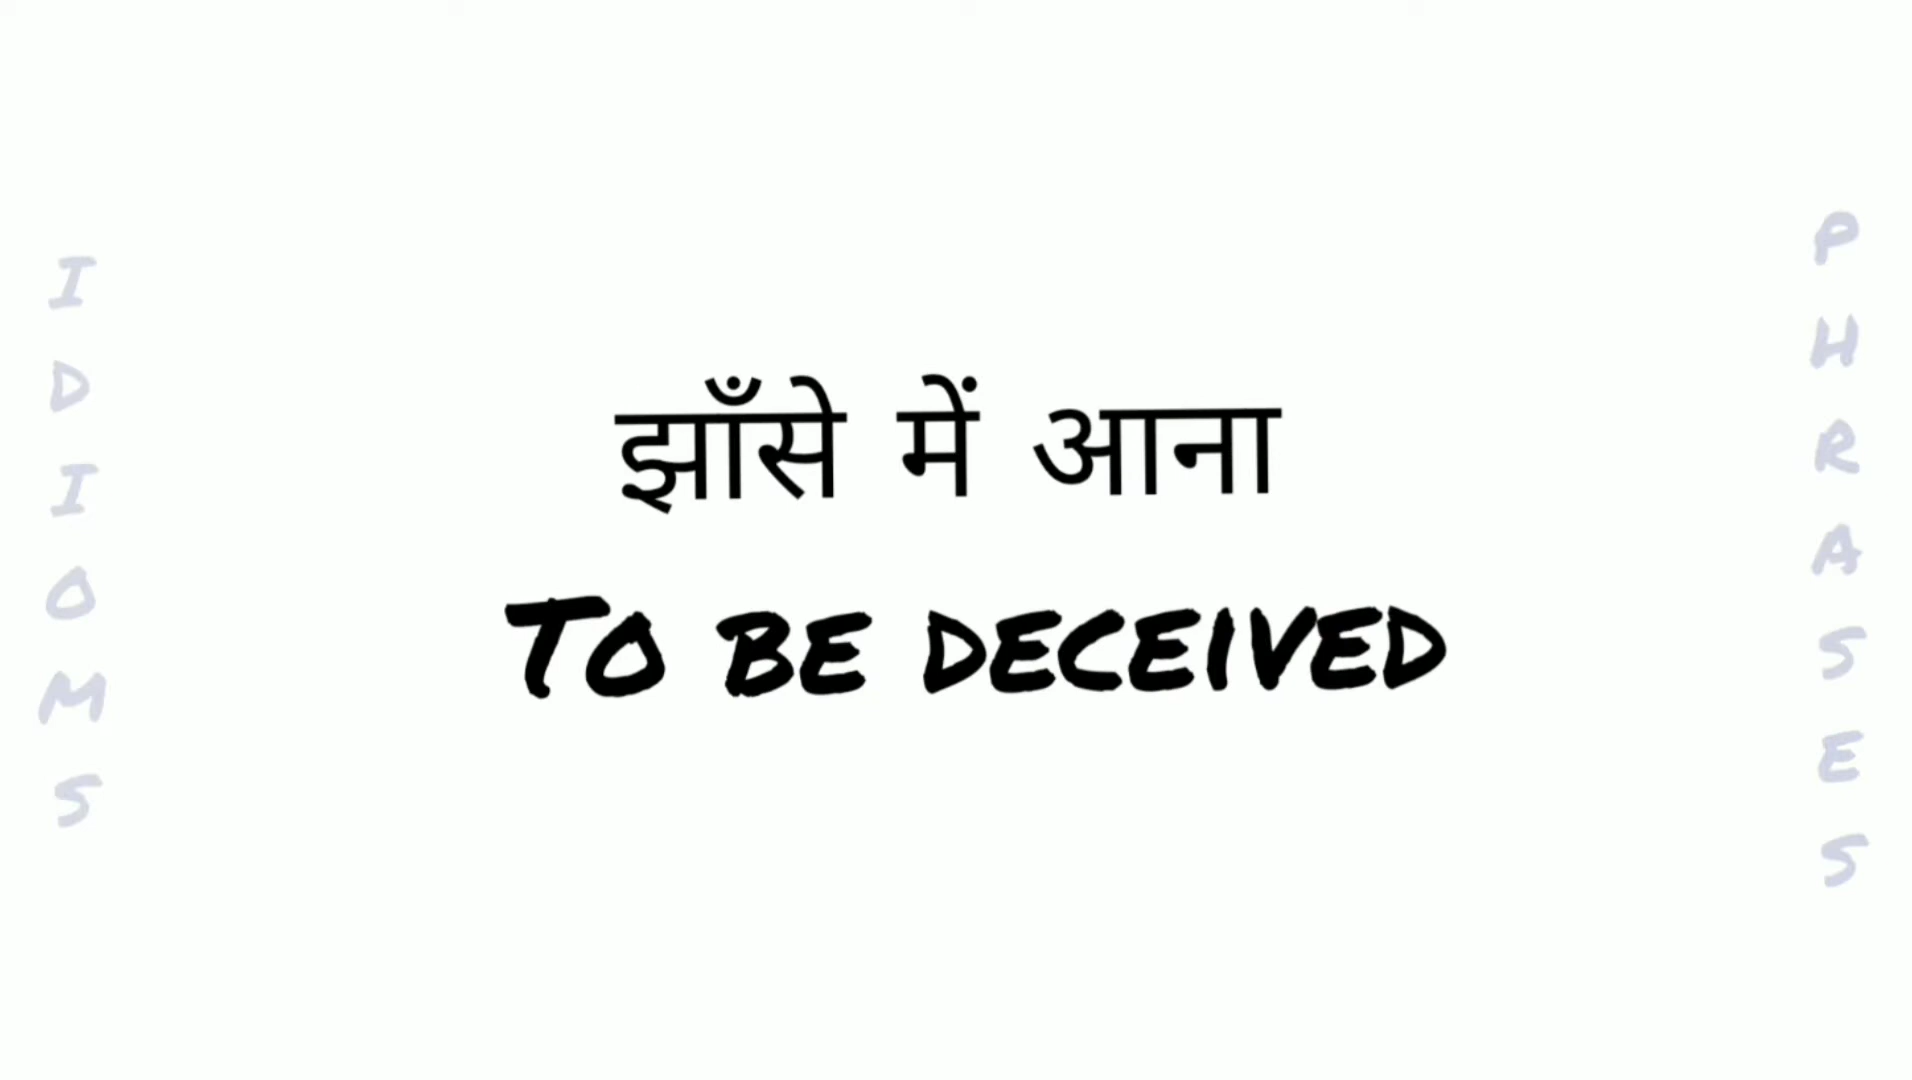 IDIOMS
झाँसे में आना
TO BE DECEIVED
PHRASES